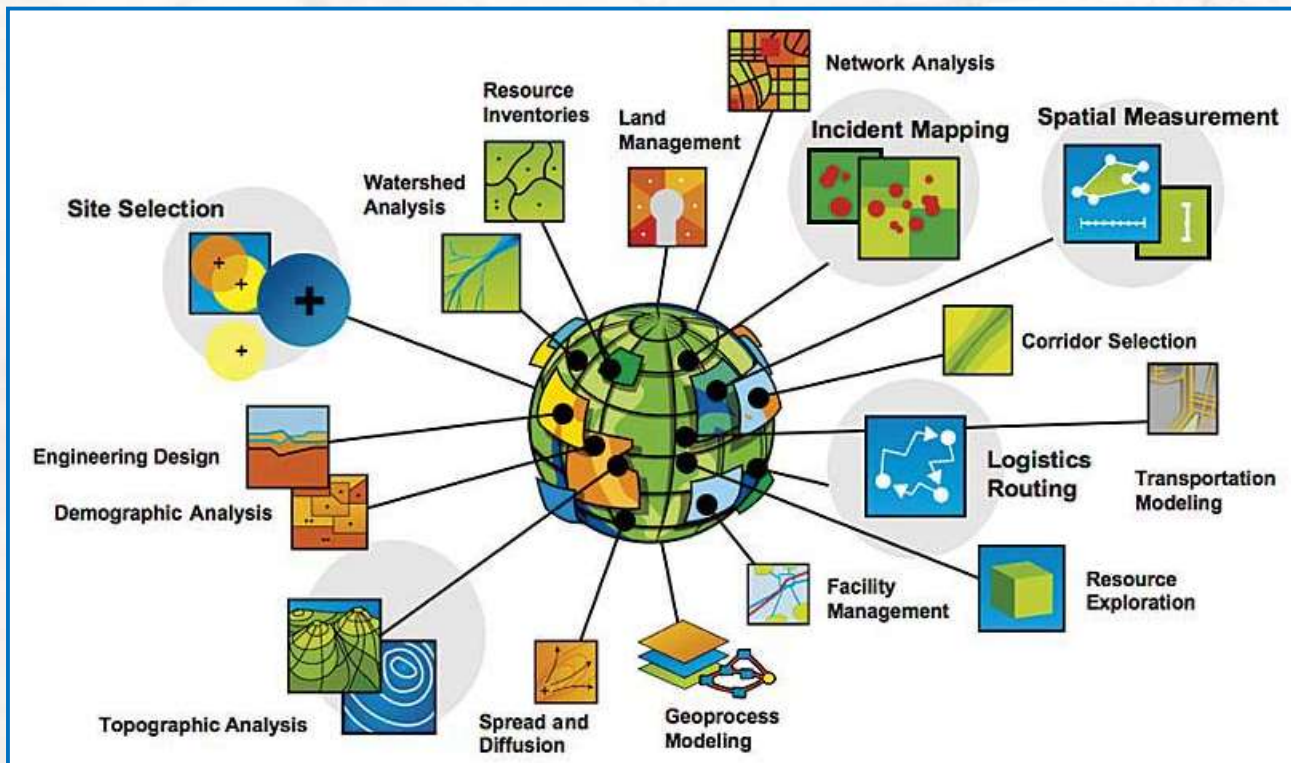 Network Analysis
Resource
Inventories
Land
Management
Incident Mapping
Spatial Measurement
Watershed
Analysis
Site Selection
Corridor Selection
Engineering Design
Logistics
Routing
Transportation
Modeling
Demographic Analysis
Facility
Management
Resource
Exploration
Topographic Analysis
Spread and
Diffusion
Geoprocess
Modeling